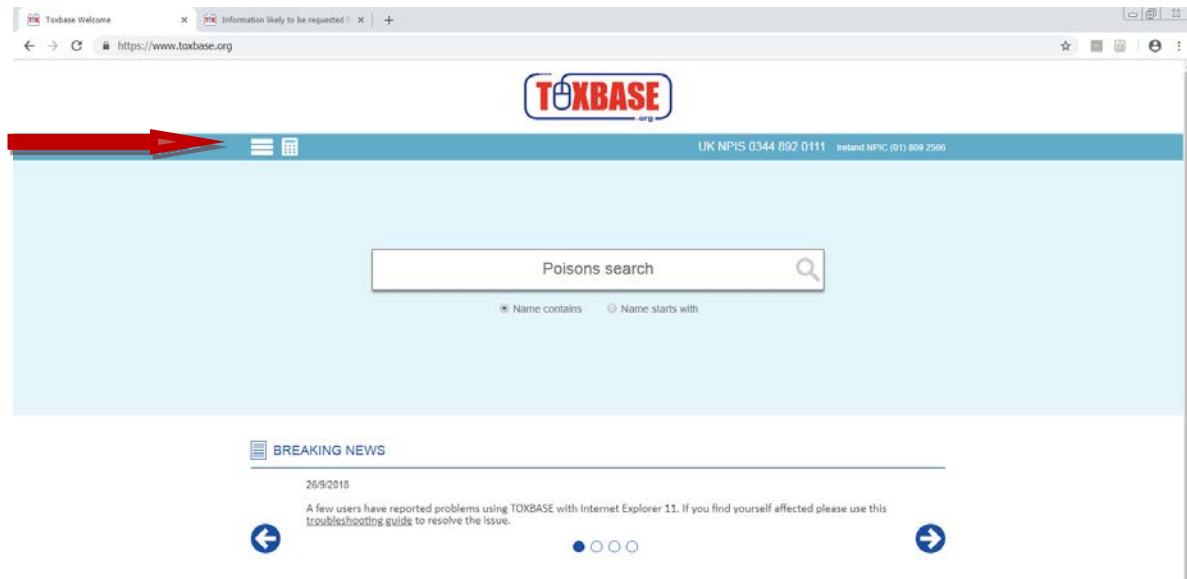 Toxbase Welcome
Information likely to be requested
https://www.toxbase.org
TOXBASE
.org
UK NPIS 0344 892 0111 Ireland NPIC (01) 809 2566
Poisons search
Name contains Name starts with
BREAKING NEWS
26/9/2018
A few users have reported problems using TOXBASE with Internet Explorer 11. If you find yourself affected please use this
troubleshooting guide to resolve the issue.